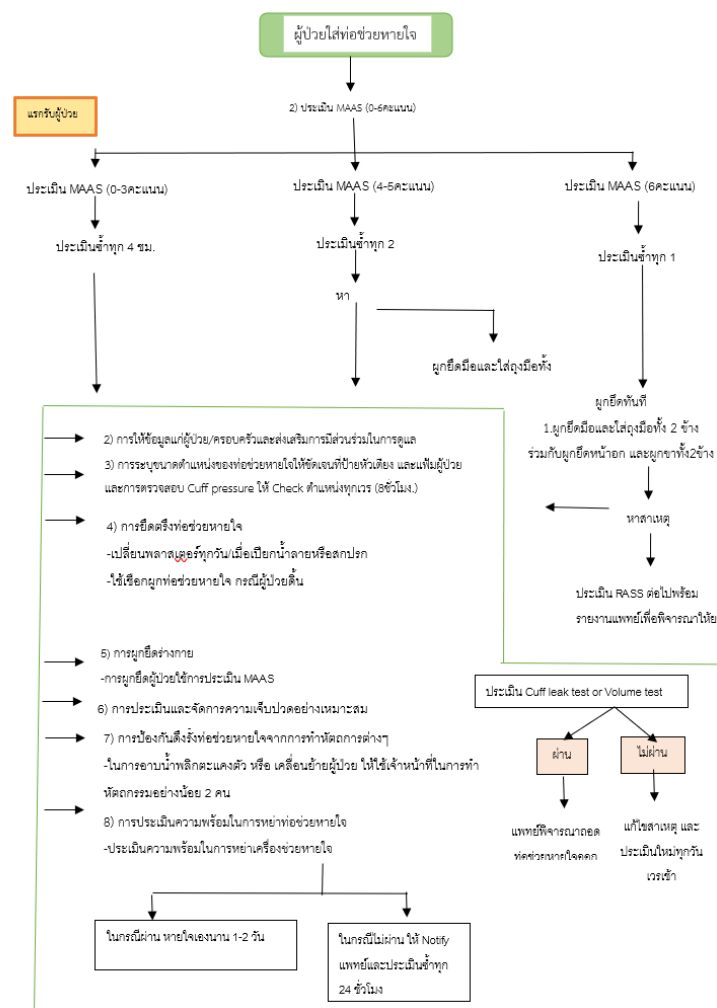 ผู้ป่วยใส่ท่อช่วยหายใจ
แรกรับผู้ป่วย
2) ประเมิน MAAS (0-6คะแนน)
ประเมิน MAAS (0-3คะแนน)
ประเมิน MAAS (4-5คะแนน)
ประเมิน MAAS (6คะแนน)
ประเมินซ้ำทุก 4 ชม.
ประเมินซ้ำทุก 2
ประเมินซ้ำทุก 1
หา
ผูกยึดมือและใส่ถุงมือทั้ง
ผูกยึดทันที
1.ผูกยึดมือและใส่ถุงมือทั้ง 2 ข้าง
ร่วมกับผูกยึดหน้าอก และผูกขาทั้ง2ข้าง
หาสาเหตุ
ประเมิน RASS ต่อไปพร้อม
รายงานแพทย์เพื่อพิจารณาให้ย
2) การให้ข้อมูลแก่ผู้ป่วย/ครอบครัวและส่งเสริมการมีส่วนร่วมในการดูแล
3) การระบุขนาดตำแหน่งของท่อช่วยหายใจให้ชัดเจนที่ป้ายหัวเตียง และแฟ้มผู้ป่วย
และการตรวจสอบ Cuff pressure ให้ Check ตำแหน่งทุกเวร (8ชั่วโมง.)
4) การยึดตรึงท่อช่วยหายใจ
-เปลี่ยนพลาสเตอร์ทุกวัน/เมื่อเปียกน้ำลายหรือสกปรก
-ใช้เชือกผูกท่อช่วยหายใจ กรณีผู้ป่วยดิ้น
5) การผูกยึดร่างกาย
-การผูกยึดผู้ป่วยใช้การประเมิน MAAS
6) การประเมินและจัดการความเจ็บปวดอย่างเหมาะสม
7) การป้องกันดึงรั้งท่อช่วยหายใจจากการทำหัตถการต่างๆ
-ในการอาบน้ำพลิกตะแคงตัว หรือ เคลื่อนย้ายผู้ป่วย ให้ใช้เจ้าหน้าที่ในการทำ
หัตถกรรมอย่างน้อย 2 คน
8) การประเมินความพร้อมในการหย่าท่อช่วยหายใจ
-ประเมินความพร้อมในการหย่าเครื่องช่วยหายใจ
ในกรณีผ่าน หายใจเองนาน 1-2 วัน
ในกรณีไม่ผ่าน ให้ Notify
แพทย์และประเมินซ้ำทุก
24 ชั่วโมง
ประเมิน Cuff leak test or Volume test
ผ่าน
ไม่ผ่าน
แพทย์พิจารณาถอด
ท่อช่วยหายใจออก
แก้ไขสาเหตุ และ
ประเมินใหม่ทุกวัน
เวรเช้า